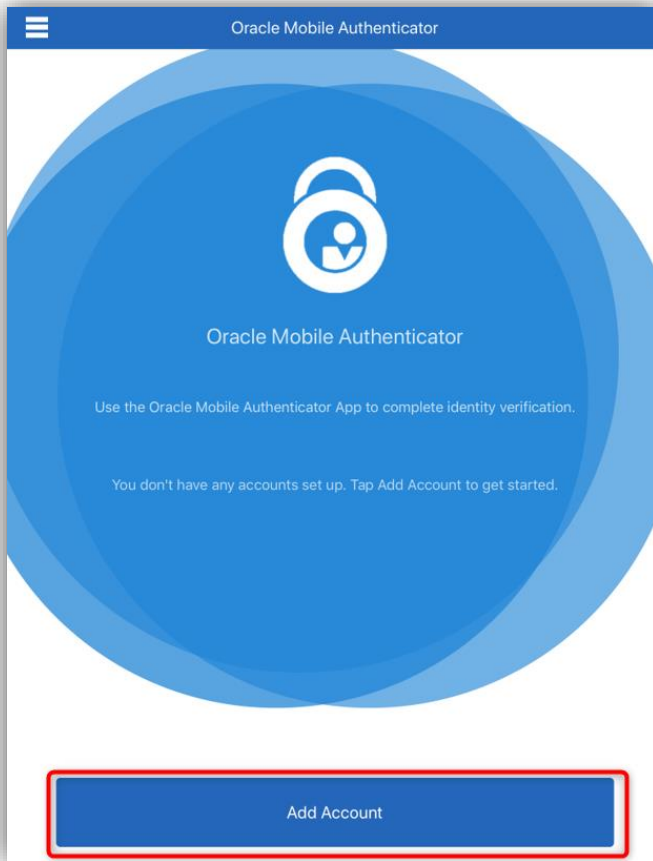 Oracle Mobile Authenticator
Oracle Mobile Authenticator
Use the Oracle Mobile Authenticator App to complete identity verification.
You don't have any accounts set up. Tap Add Account to get started.
Add Account